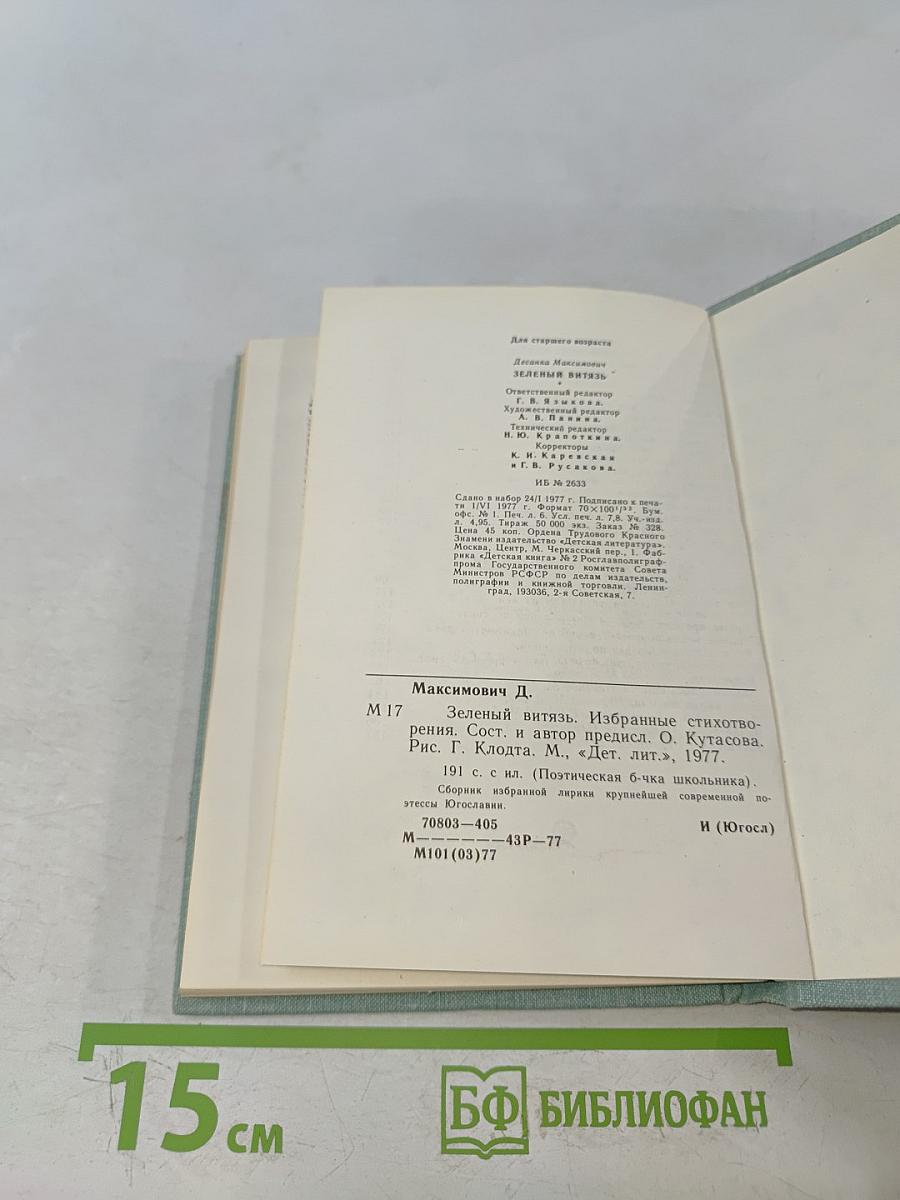 Для старшего возраста
Десанка Максимович
ЗЕЛЕНЫЙ ВИТЯЗЬ
*
Ответственный редактор
Г. В. Языкова.
Художественный редактор
А. В. Пацина.
Технический редактор
Н. Ю. Крапоткина.
Корректоры
К. И. Каревская
и Г. В. Русакова.
ИБ № 2633
Сдано в набор 24/I 1977 г. Подписано к печа-
ти 1/VI 1977 г. Формат 70×100¹/³². Бум.
офс. № 1. Печ. л. 6. Усл. печ. л. 7,8. Уч.-изд.
л. 4,95. Тираж 50 000 экз. Заказ № 328.
Цена 45 коп. Ордена Трудового Красного
Знамени издательство «Детская литература».
Москва, Центр, М. Черкасский пер., 1. Фаб-
рика «Детская книга» № 2 Росглавполиграф-
прома Государственного комитета Совета
Министров РСФСР по делам издательств,
полиграфии и книжной торговли. Ленин-
град, 193036, 2-я Советская, 7.
Максимович Д.
М 17 Зеленый витязь. Избранные стихотво-
рения. Сост. и автор предисл. О. Кутасова.
Рис. Г. Клодта. М., «Дет. лит.», 1977.
191 с. с ил. (Поэтическая б-чка школьника).
Сборник избранной лирики крупнейшей современной по-
этессы Югославии.
70803—405
М——————43Р—77
М101(03)77
И (Югосл)
15 см
БФ БИБЛИОФАН